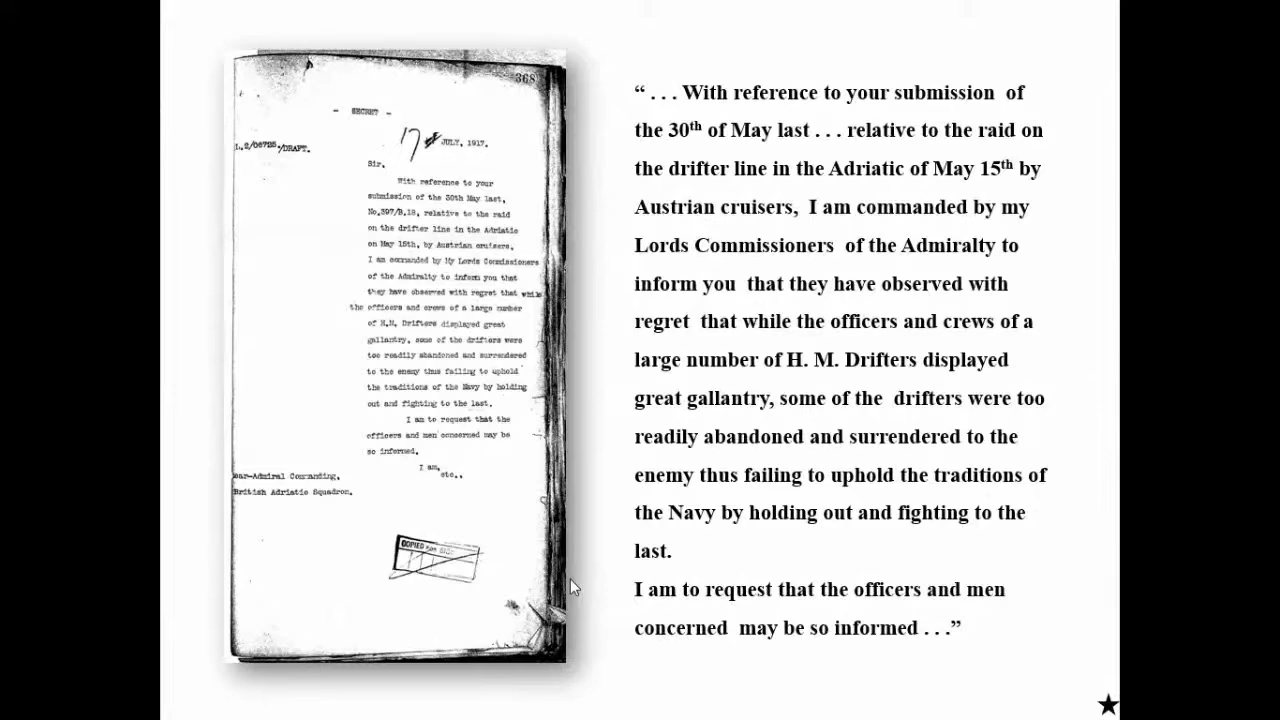 368
- SECRET -
17 JULY, 1917.
L.2/06725./DRAFT.
Sir,
With reference to your
submission of the 30th May last,
No.397/B.18, relative to the raid
on the drifter line in the Adriatic
on May 15th, by Austrian cruisers,
I am commanded by My Lords Commissioners
of the Admiralty to inform you that
they have observed with regret that while
the officers and crews of a large number
of H.M. Drifters displayed great
gallantry, some of the drifters were
too readily abandoned and surrendered
to the enemy thus failing to uphold
the traditions of the Navy by holding
out and fighting to the last.
I am to request that the
officers and men concerned may be
so informed.
I am,
etc..
ear-Admiral Commanding,
British Adriatic Squadron.
COPIED
“ . . . With reference to your submission of
the 30th of May last . . . relative to the raid on
the drifter line in the Adriatic of May 15th by
Austrian cruisers, I am commanded by my
Lords Commissioners of the Admiralty to
inform you that they have observed with
regret that while the officers and crews of a
large number of H. M. Drifters displayed
great gallantry, some of the drifters were too
readily abandoned and surrendered to the
enemy thus failing to uphold the traditions of
the Navy by holding out and fighting to the
last.
I am to request that the officers and men
concerned may be so informed . . .”